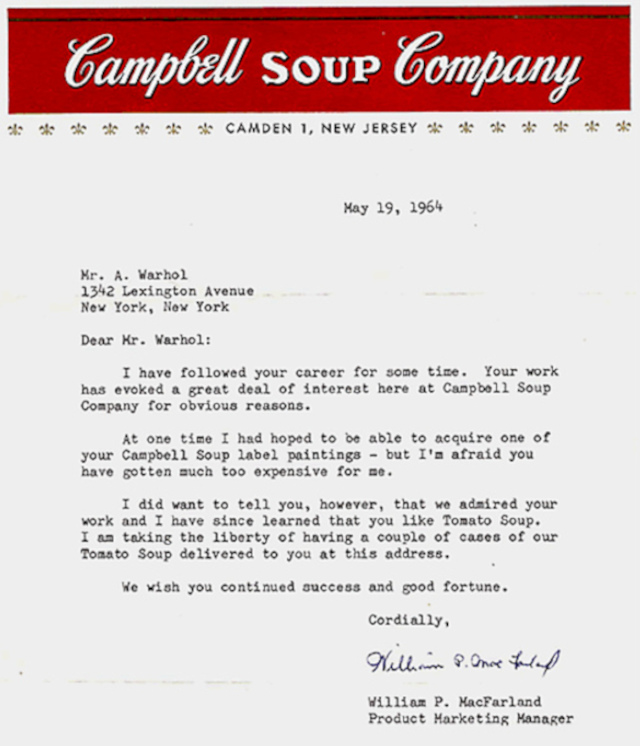 Campbell SOUP Company
CAMDEN 1, NEW JERSEY
May 19, 1964
Mr. A. Warhol
1342 Lexington Avenue
New York, New York
Dear Mr. Warhol:
I have followed your career for some time. Your work
has evoked a great deal of interest here at Campbell Soup
Company for obvious reasons.
At one time I had hoped to be able to acquire one of
your Campbell Soup label paintings - but I'm afraid you
have gotten much too expensive for me.
I did want to tell you, however, that we admired your
work and I have since learned that you like Tomato Soup.
I am taking the liberty of having a couple of cases of our
Tomato Soup delivered to you at this address.
We wish you continued success and good fortune.
Cordially,
William P. MacFarland
William P. MacFarland
Product Marketing Manager